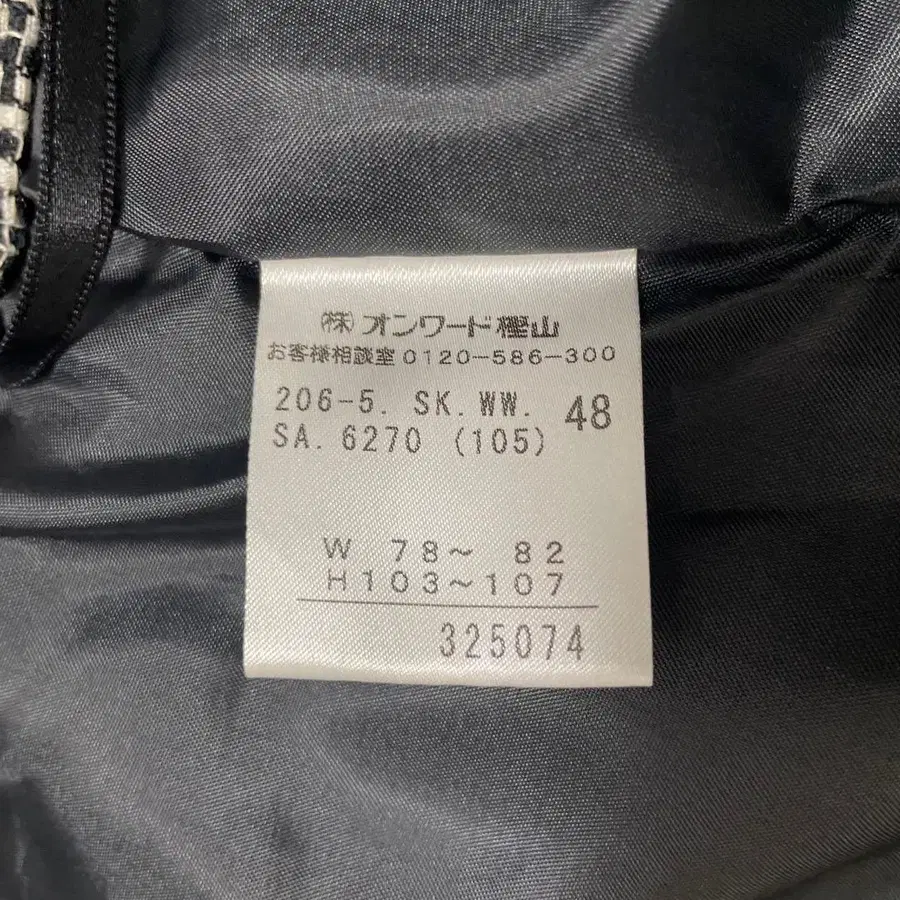 ㈱オンワード樫山
お客様相談室 0120-586-300
206-5. SK. WW. 48
SA. 6270 (105)
W 78~ 82
H103~107
325074